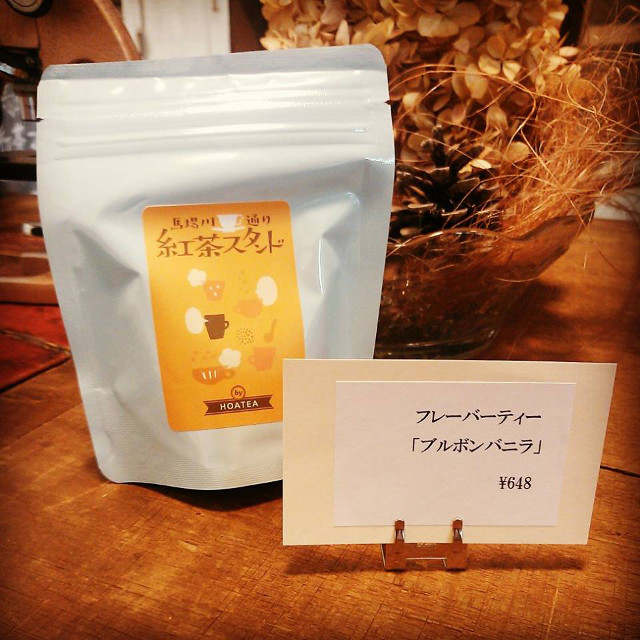 馬場川通り
紅茶スタンド
by
HOATEA
フレーバーティー
「ブルボンバニラ」
¥648